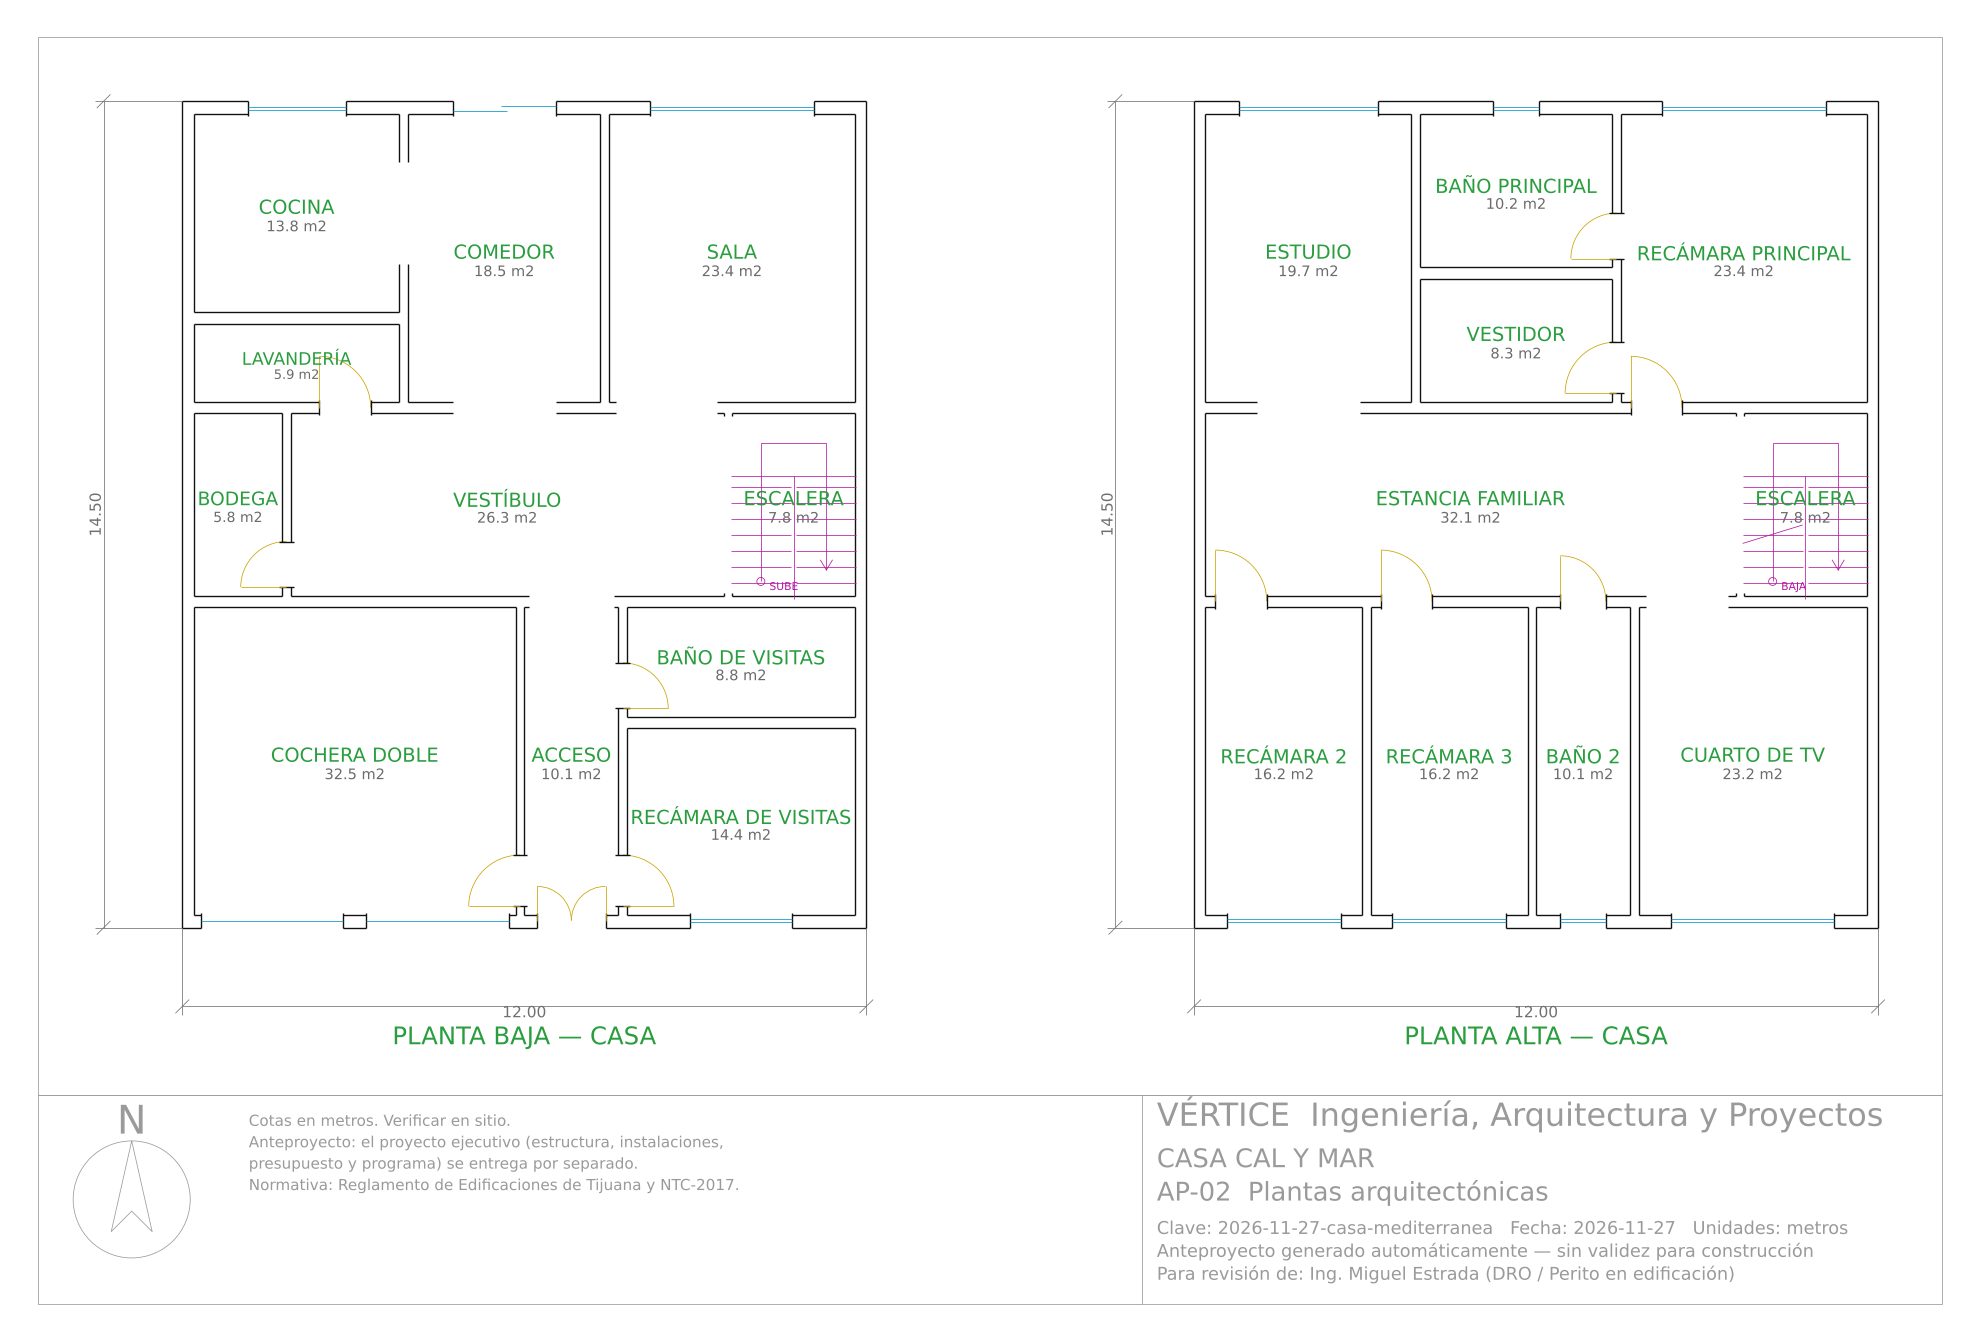 COCINA
13.8 m2
COMEDOR
18.5 m2
SALA
23.4 m2
LAVANDERÍA
5.9 m2
BODEGA
5.8 m2
VESTÍBULO
26.3 m2
ESCALERA
7.8 m2
SUBE
14.50
COCHERA DOBLE
32.5 m2
ACCESO
10.1 m2
BAÑO DE VISITAS
8.8 m2
RECÁMARA DE VISITAS
14.4 m2
12.00
PLANTA BAJA — CASA
ESTUDIO
19.7 m2
BAÑO PRINCIPAL
10.2 m2
RECÁMARA PRINCIPAL
23.4 m2
VESTIDOR
8.3 m2
ESTANCIA FAMILIAR
32.1 m2
ESCALERA
7.8 m2
BAJA
14.50
RECÁMARA 2
16.2 m2
RECÁMARA 3
16.2 m2
BAÑO 2
10.1 m2
CUARTO DE TV
23.2 m2
12.00
PLANTA ALTA — CASA
N
Cotas en metros. Verificar en sitio.
Anteproyecto: el proyecto ejecutivo (estructura, instalaciones,
presupuesto y programa) se entrega por separado.
Normativa: Reglamento de Edificaciones de Tijuana y NTC-2017.
VÉRTICE  Ingeniería, Arquitectura y Proyectos
CASA CAL Y MAR
AP-02  Plantas arquitectónicas
Clave: 2026-11-27-casa-mediterranea   Fecha: 2026-11-27   Unidades: metros
Anteproyecto generado automáticamente — sin validez para construcción
Para revisión de: Ing. Miguel Estrada (DRO / Perito en edificación)